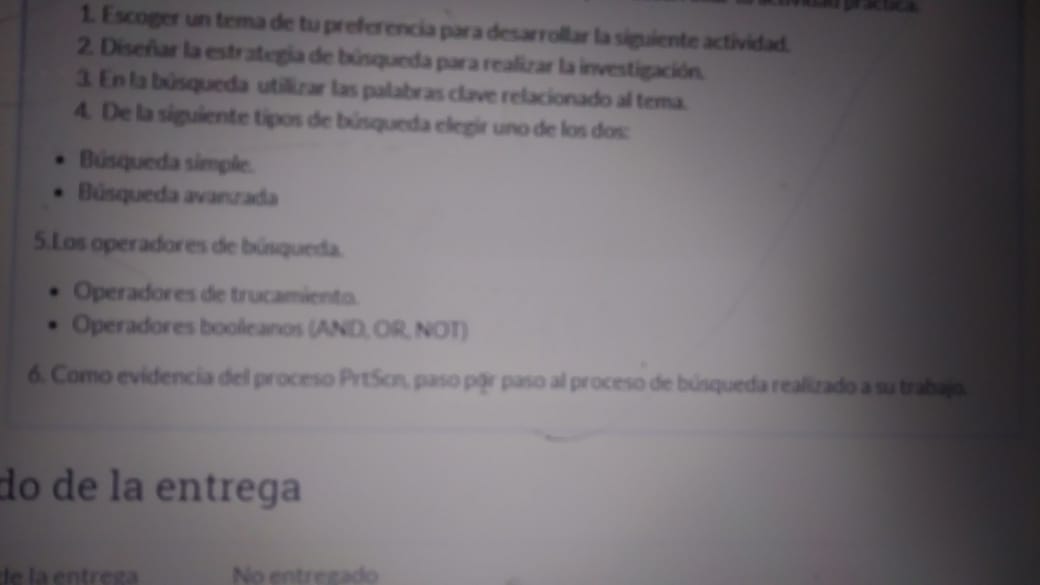 práctica.
1. Escoger un tema de tu preferencia para desarrollar la siguiente actividad.
2. Diseñar la estrategia de búsqueda para realizar la investigación.
3. En la búsqueda utilizar las palabras clave relacionado al tema.
4. De la siguiente tipos de búsqueda elegir uno de los dos:
• Búsqueda simple.
• Búsqueda avanzada
5.Los operadores de búsqueda.
• Operadores de trucamiento.
• Operadores booleanos (AND, OR, NOT)
6. Como evidencia del proceso PrtScn, paso por paso al proceso de búsqueda realizado a su trabajo.
do de la entrega
de la entrega No entregado